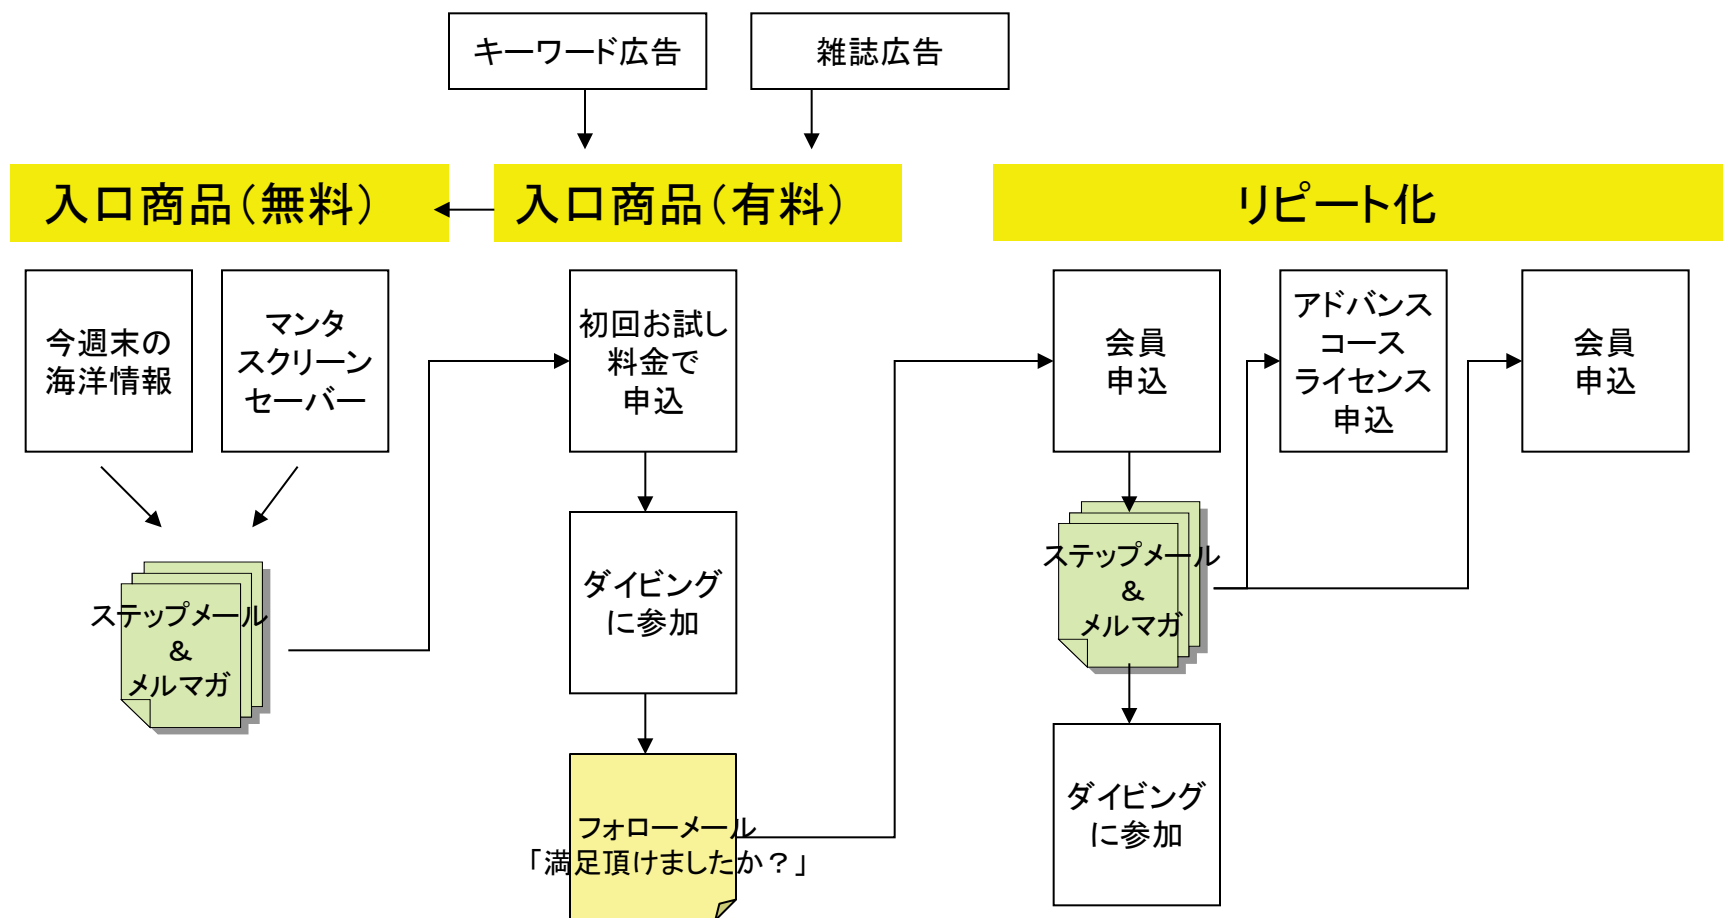 キーワード広告
雑誌広告
入口商品（無料）
入口商品（有料）
リピート化
今週末の
海洋情報
マンタ
スクリーン
セーバー
ステップメール
&
メルマガ
初回お試し
料金で
申込
ダイビング
に参加
フォローメール
「満足頂けましたか？」
会員
申込
ステップメール
&
メルマガ
ダイビング
に参加
アドバンス
コース
ライセンス
申込
会員
申込